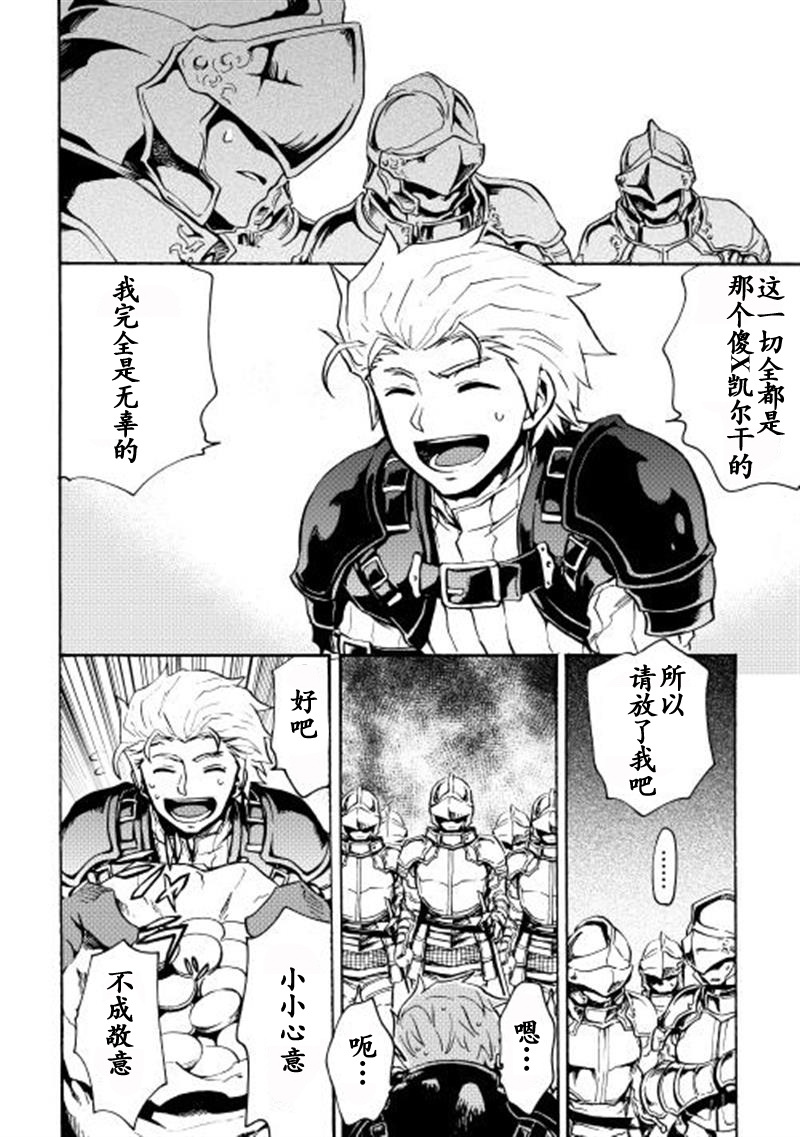 这一切全都是
那个傻X凯尔干的
我完全是无辜的
所以
请放了我吧
……
嗯…
呃…
好吧
小小心意
不成敬意